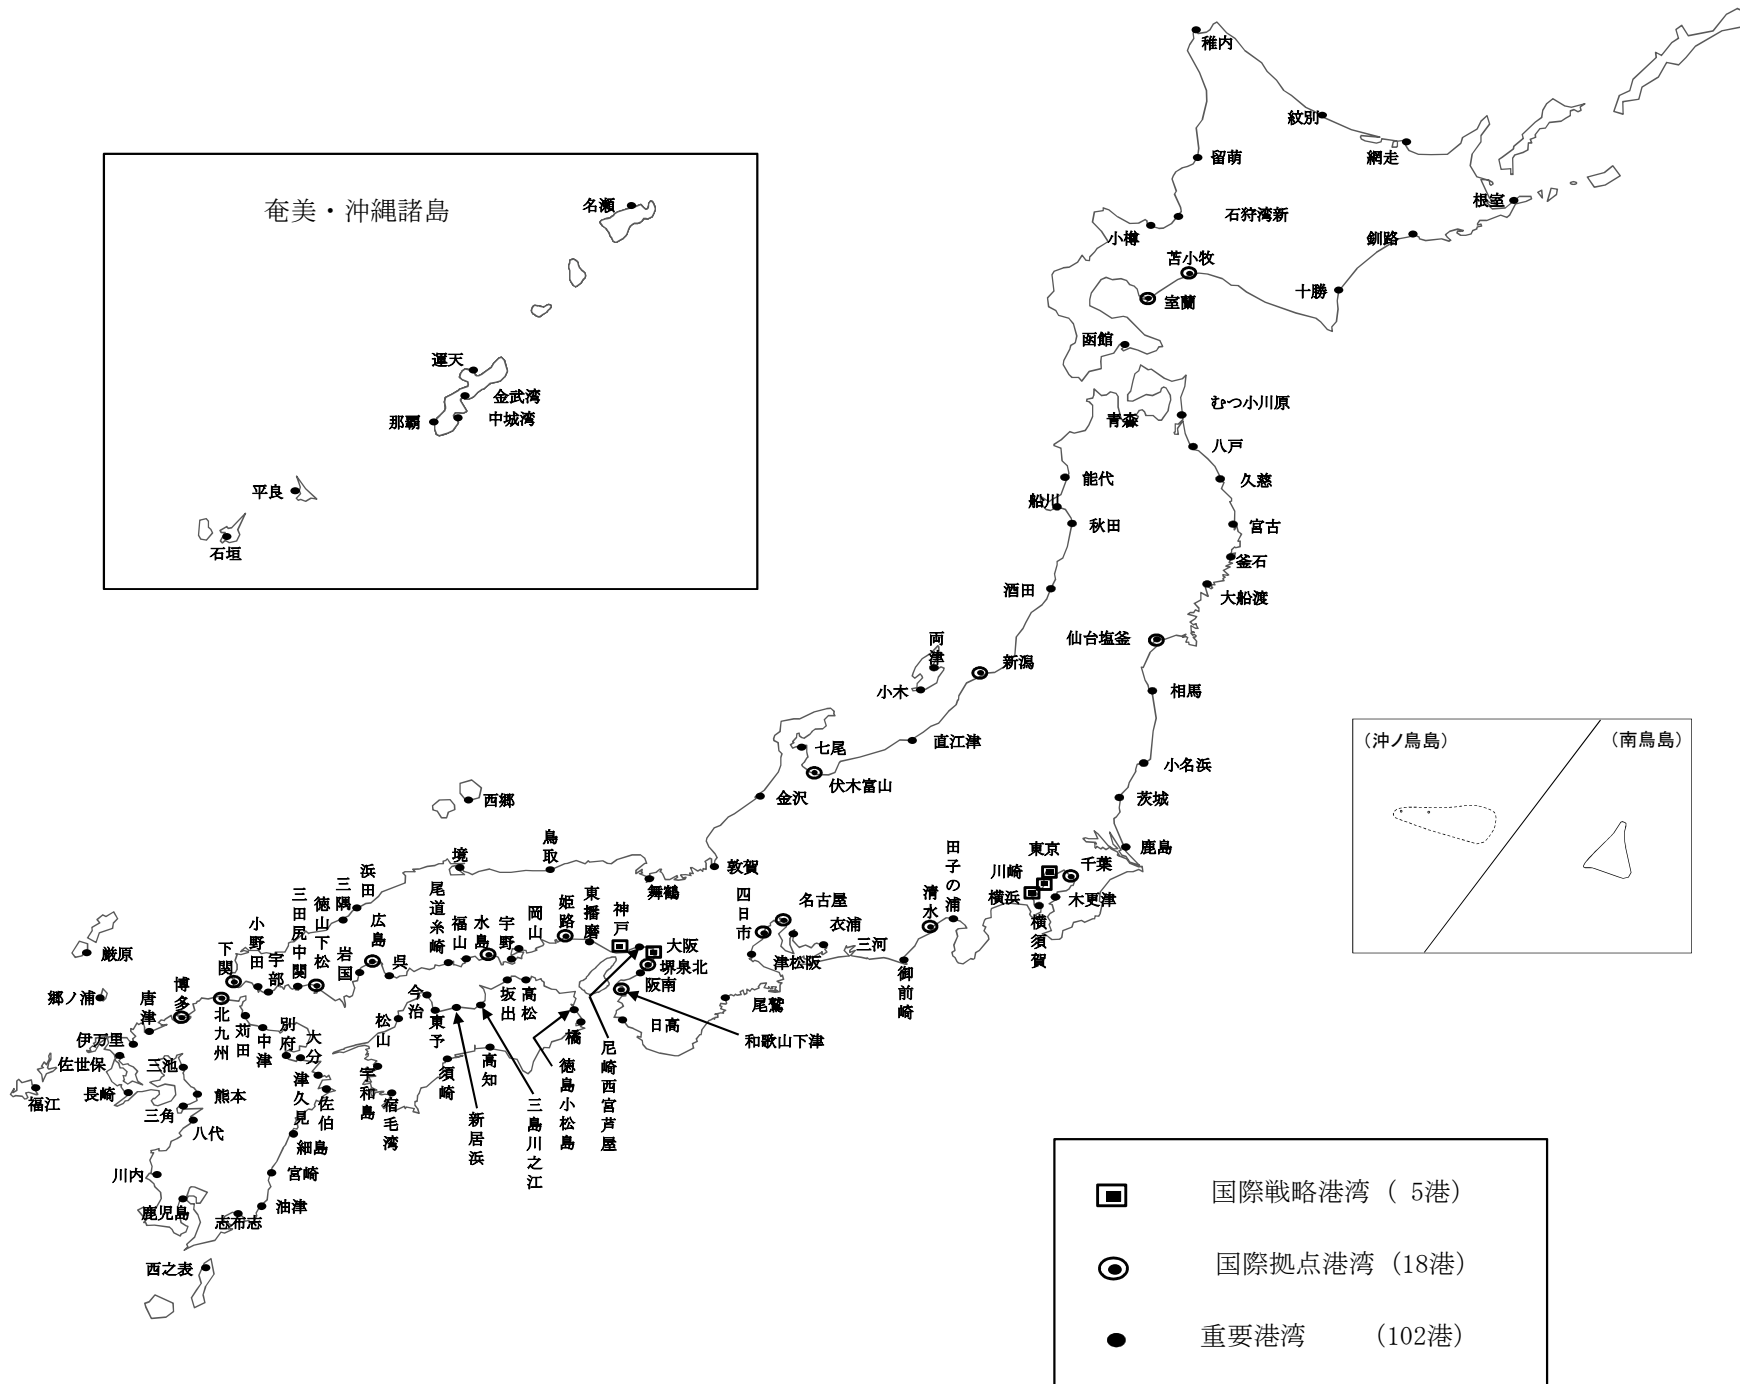 奄美・沖縄諸島
名瀬
運天
金武湾
那覇
中城湾
平良
石垣
稚内
紋別
網走
留萌
根室
石狩湾新
小樽
釧路
苫小牧
十勝
室蘭
函館
むつ小川原
青森
八戸
能代
久慈
船川
秋田
宮古
釜石
酒田
大船渡
仙台塩釜
両津
新潟
小木
相馬
直江津
七尾
伏木富山
小名浜
金沢
茨城
西郷
鹿島
(沖ノ鳥島)
(南鳥島)
東京
千葉
川崎
横浜
木更津
横須賀
田子の浦
清水
御前崎
名古屋
四日市
衣浦
三河
津松阪
尾鷲
敦賀
舞鶴
鳥取
境
浜田
三隅
神戸
大阪
堺泉北
阪南
和歌山下津
日高
尼崎西宮芦屋
東播磨
姫路
岡山
宇野
水島
福山
尾道糸崎
呉
広島
岩国
徳山下松
三田尻中関
宇部
小野田
下関
高松
坂出
徳島小松島
橘
三島川之江
新居浜
東予
今治
松山
高知
須崎
宿毛湾
宇和島
厳原
郷ノ浦
博多
唐津
伊万里
佐世保
長崎
福江
北九州
苅田
中津
別府
大分
津久見
佐伯
三池
熊本
三角
八代
細島
宮崎
川内
油津
鹿児島
志布志
西之表
国際戦略港湾( 5港)
国際拠点港湾(18港)
重要港湾 (102港)